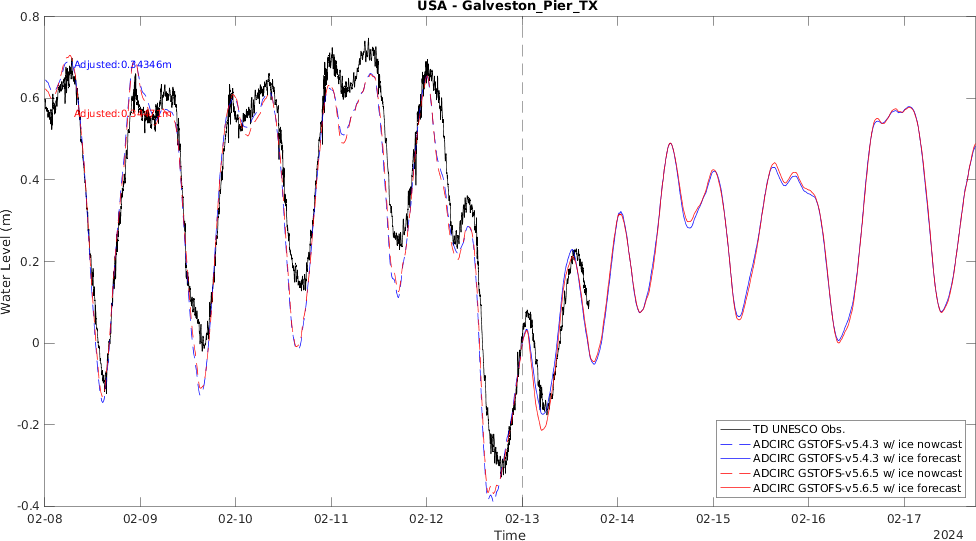 USA - Galveston_Pier_TX
0.8
0.6
0.4
0.2
0
-0.2
-0.4
Water Level (m)
Adjusted:0.34346m
TD UNESCO Obs.
ADCIRC GSTOFS-v5.4.3 w/ ice nowcast
ADCIRC GSTOFS-v5.4.3 w/ ice forecast
ADCIRC GSTOFS-v5.6.5 w/ ice nowcast
ADCIRC GSTOFS-v5.6.5 w/ ice forecast
02-08 02-09 02-10 02-11 02-12 02-13 02-14 02-15 02-16 02-17
Time
2024